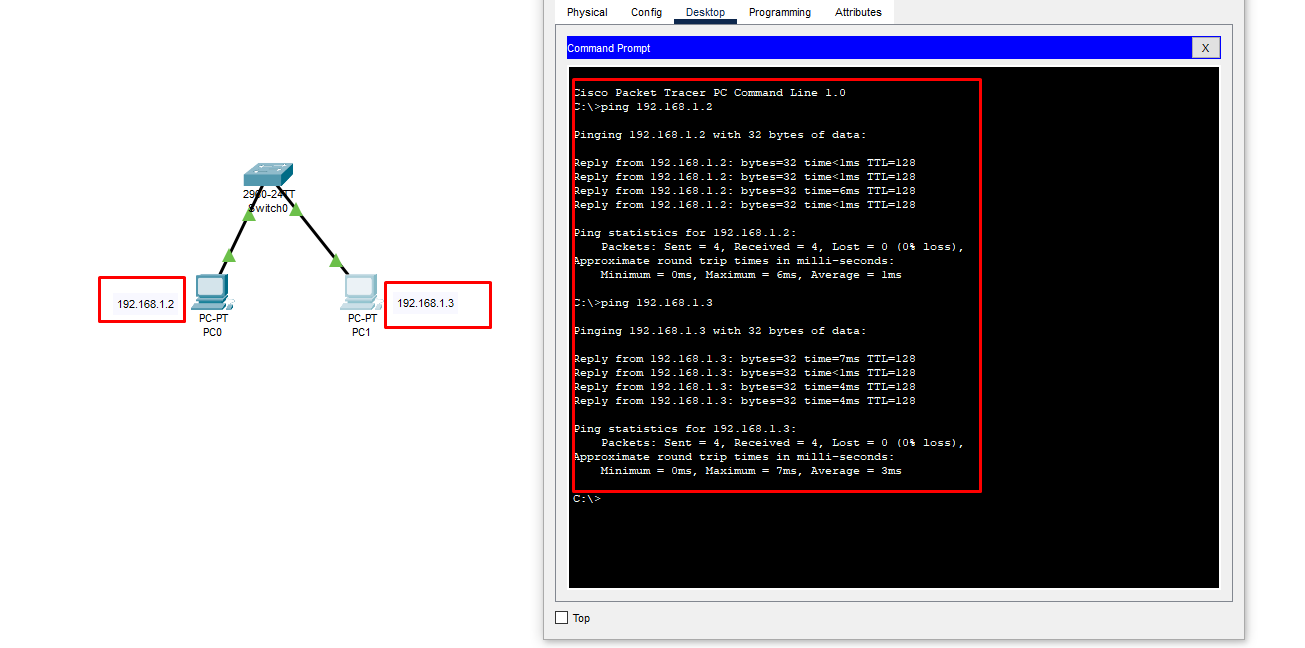 Physical Config Desktop Programming Attributes
Command Prompt X
Cisco Packet Tracer PC Command Line 1.0
C:\>ping 192.168.1.2
Pinging 192.168.1.2 with 32 bytes of data:
Reply from 192.168.1.2: bytes=32 time<1ms TTL=128
Reply from 192.168.1.2: bytes=32 time<1ms TTL=128
Reply from 192.168.1.2: bytes=32 time=6ms TTL=128
Reply from 192.168.1.2: bytes=32 time<1ms TTL=128
Ping statistics for 192.168.1.2:
Packets: Sent = 4, Received = 4, Lost = 0 (0% loss),
Approximate round trip times in milli-seconds:
Minimum = 0ms, Maximum = 6ms, Average = 1ms
C:\>ping 192.168.1.3
Pinging 192.168.1.3 with 32 bytes of data:
Reply from 192.168.1.3: bytes=32 time=7ms TTL=128
Reply from 192.168.1.3: bytes=32 time<1ms TTL=128
Reply from 192.168.1.3: bytes=32 time=4ms TTL=128
Reply from 192.168.1.3: bytes=32 time=4ms TTL=128
Ping statistics for 192.168.1.3:
Packets: Sent = 4, Received = 4, Lost = 0 (0% loss),
Approximate round trip times in milli-seconds:
Minimum = 0ms, Maximum = 7ms, Average = 3ms
C:\>
Top
2960-24TT
Switch0
192.168.1.2
PC-PT
PC0
192.168.1.3
PC-PT
PC1